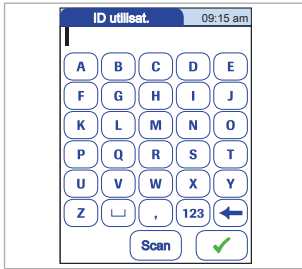 ID utilisat. 09:15 am
A B C D E
F G H I J
K L M N O
P Q R S T
U V W X Y
Z , 123
Scan